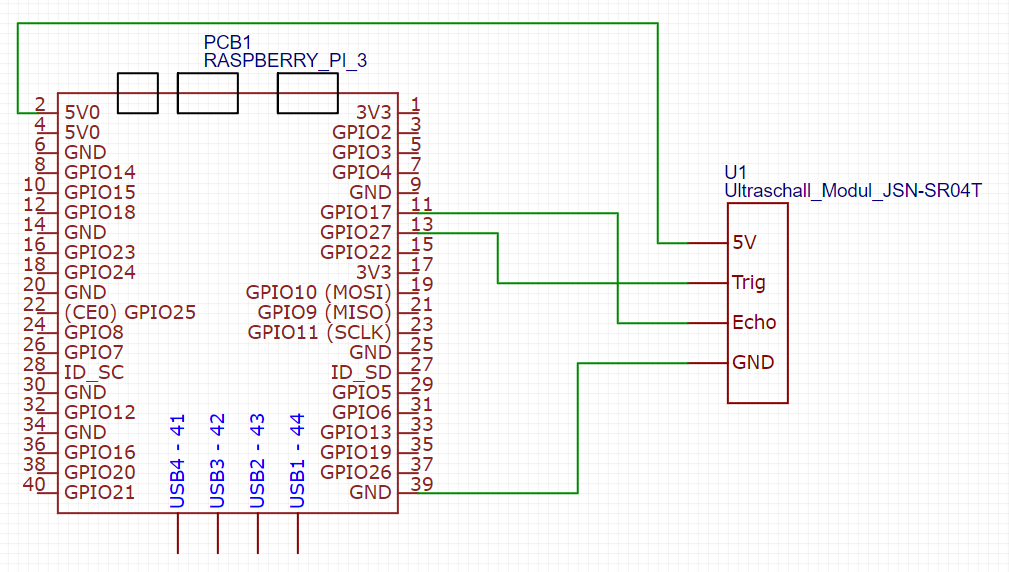 PCB1
RASPBERRY_PI_3
2 5V0 3V3 1
4 5V0 GPIO2 3
6 GND GPIO3 5
8 GPIO14 GPIO4 7
10 GPIO15 GND 9
12 GPIO18 GPIO17 11
14 GND GPIO27 13
16 GPIO23 GPIO22 15
18 GPIO24 3V3 17
20 GND GPIO10 (MOSI) 19
22 (CE0) GPIO25 GPIO9 (MISO) 21
24 GPIO8 GPIO11 (SCLK) 23
26 GPIO7 GND 25
28 ID_SC ID_SD 27
30 GND GPIO5 29
32 GPIO12 GPIO6 31
34 GND GPIO13 33
36 GPIO16 GPIO19 35
38 GPIO20 GPIO26 37
40 GPIO21 GND 39
USB4 - 41
USB3 - 42
USB2 - 43
USB1 - 44
U1
Ultraschall_Modul_JSN-SR04T
5V
Trig
Echo
GND